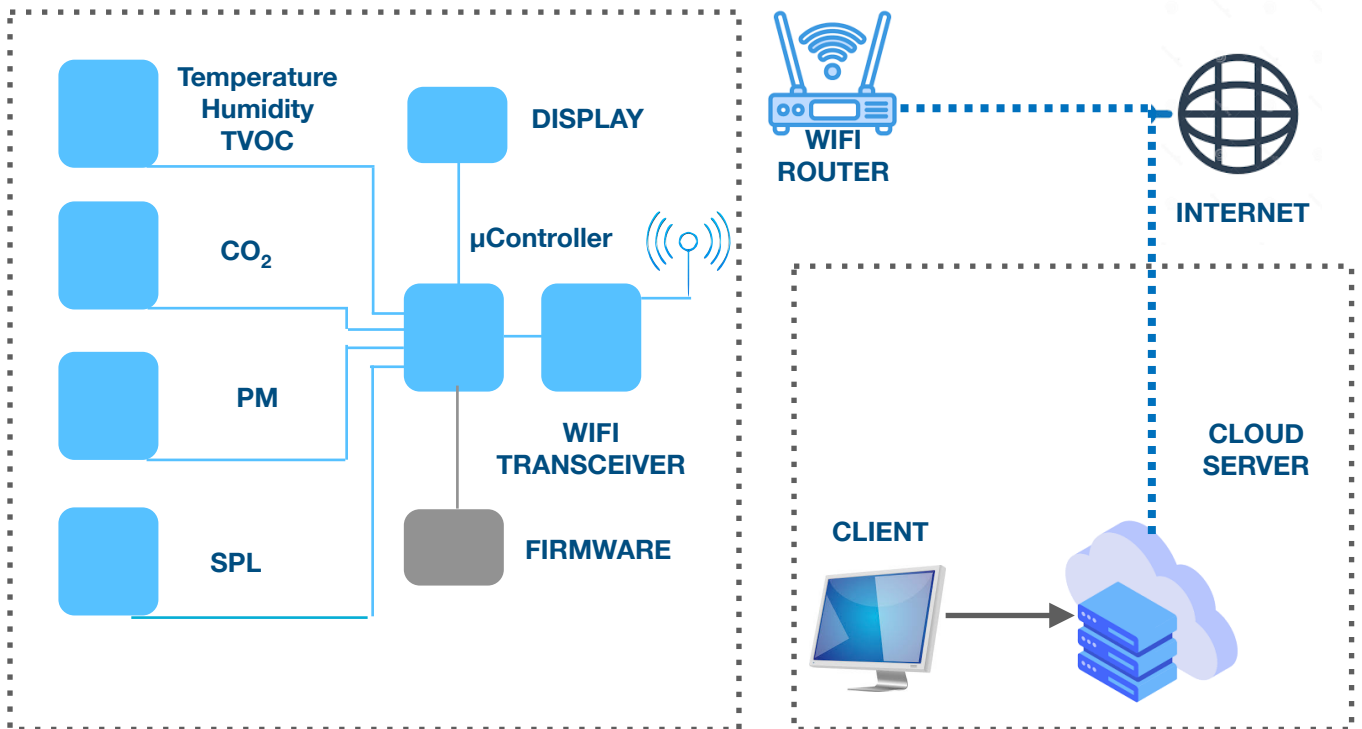 Temperature
Humidity
TVOC
DISPLAY
CO₂
µController
PM
WIFI
TRANSCEIVER
SPL
FIRMWARE
WIFI
ROUTER
INTERNET
CLOUD
SERVER
CLIENT